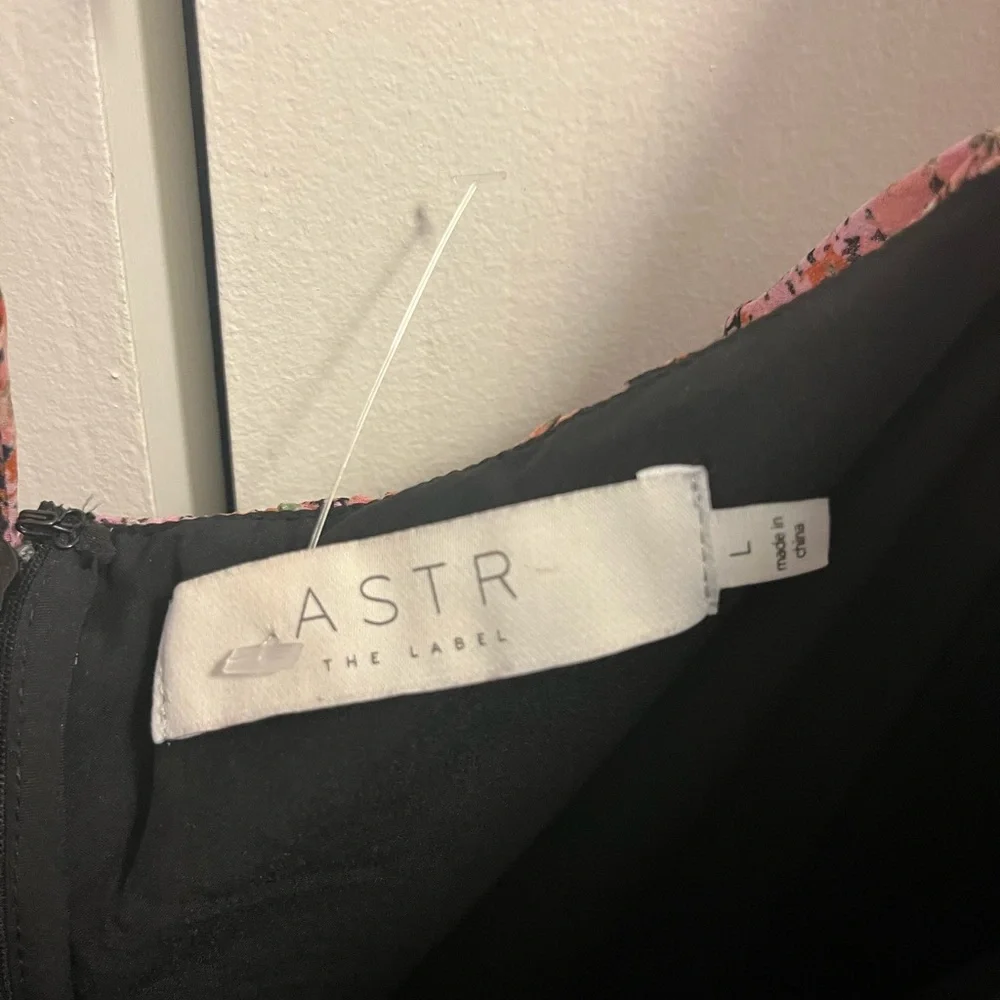 ASTR
THE LABEL
L
made in
china